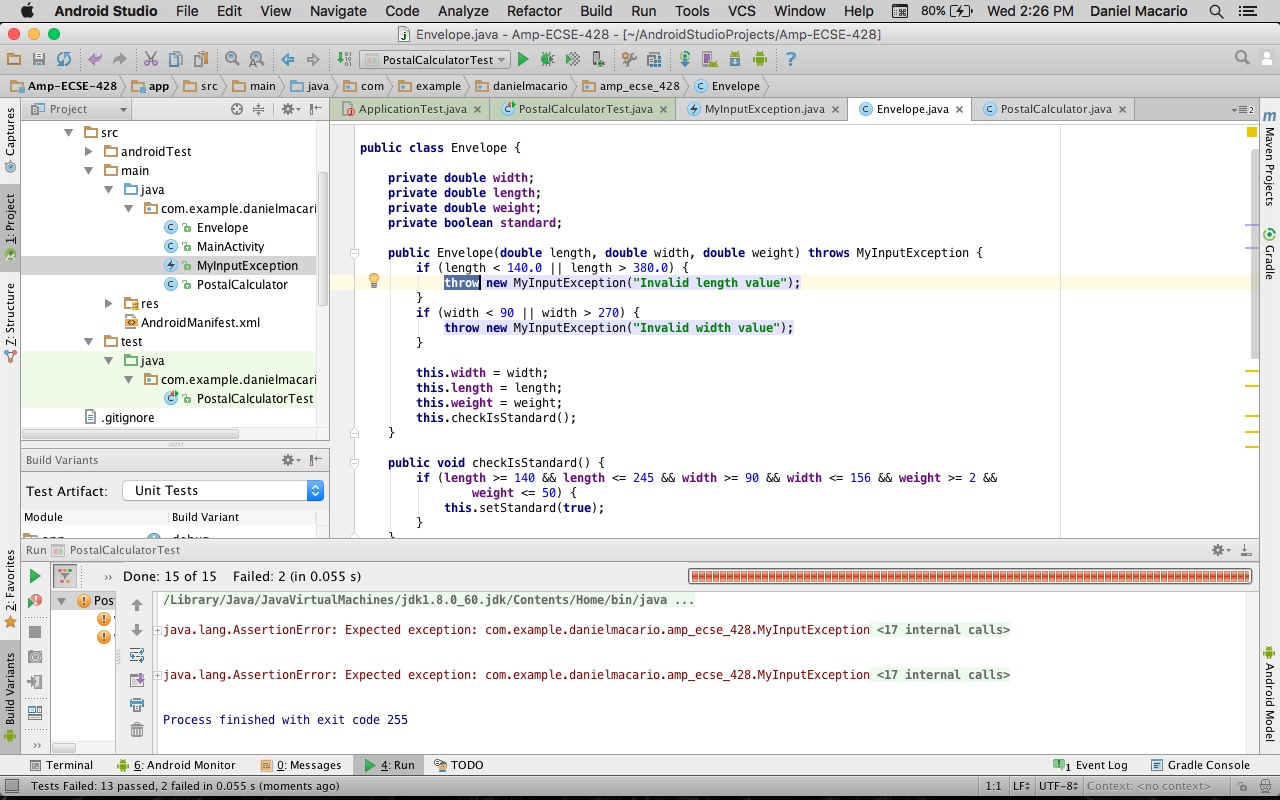 Android Studio File Edit View Navigate Code Analyze Refactor Build Run Tools VCS Window Help 80% Wed 2:26 PM Daniel Macario
Envelope.java - Amp-ECSE-428 - [~/AndroidStudioProjects/Amp-ECSE-428]
PostalCalculatorTest
Amp-ECSE-428 app src main java com example danielmacario amp_ecse_428 Envelope
Project
ApplicationTest.java PostalCalculatorTest.java MyInputException.java Envelope.java PostalCalculator.java
2
Captures
1: Project
Z: Structure
2: Favorites
Build Variants
src
androidTest
main
java
com.example.danielmacari
Envelope
MainActivity
MyInputException
PostalCalculator
res
AndroidManifest.xml
test
java
com.example.danielmacari
PostalCalculatorTest
.gitignore
Build Variants
Test Artifact: Unit Tests
Module Build Variant
public class Envelope {
private double width;
private double length;
private double weight;
private boolean standard;
public Envelope(double length, double width, double weight) throws MyInputException {
if (length < 140.0 || length > 380.0) {
throw new MyInputException("Invalid length value");
}
if (width < 90 || width > 270) {
throw new MyInputException("Invalid width value");
}
this.width = width;
this.length = length;
this.weight = weight;
this.checkIsStandard();
}
public void checkIsStandard() {
if (length >= 140 && length <= 245 && width >= 90 && width <= 156 && weight >= 2 &&
weight <= 50) {
this.setStandard(true);
}
Maven Projects
Gradle
Android Model
Run PostalCalculatorTest
Done: 15 of 15 Failed: 2 (in 0.055 s)
Pos
/Library/Java/JavaVirtualMachines/jdk1.8.0_60.jdk/Contents/Home/bin/java ...
java.lang.AssertionError: Expected exception: com.example.danielmacario.amp_ecse_428.MyInputException <17 internal calls>
java.lang.AssertionError: Expected exception: com.example.danielmacario.amp_ecse_428.MyInputException <17 internal calls>
Process finished with exit code 255
Terminal 6: Android Monitor 0: Messages 4: Run TODO 1 Event Log Gradle Console
Tests Failed: 13 passed, 2 failed in 0.055 s (moments ago) 1:1 LF UTF-8 Context: <no context>